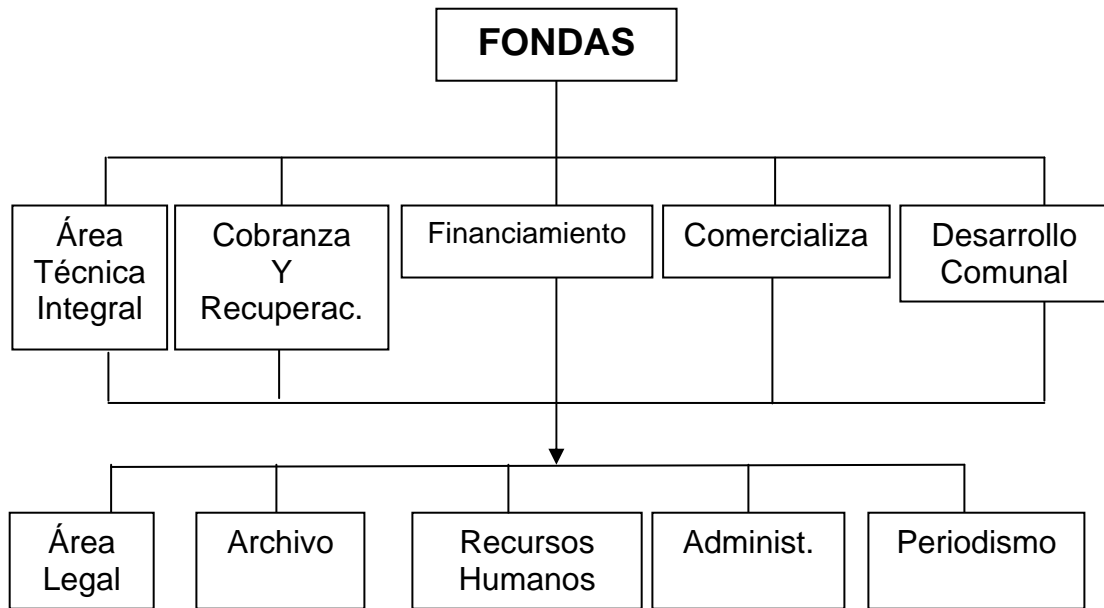 FONDAS
Área
Técnica
Integral
Cobranza
Y
Recuperac.
Financiamiento
Comercializa
Desarrollo
Comunal
Área
Legal
Archivo
Recursos
Humanos
Administ.
Periodismo